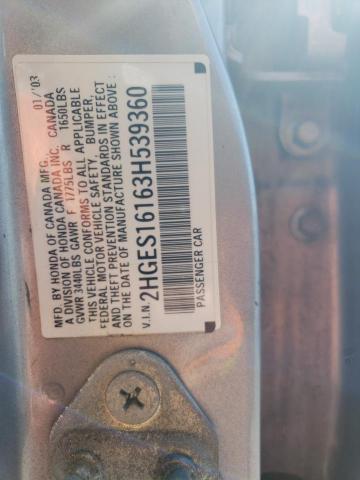 MFD. BY HONDA OF CANADA MFG. 01/'03
A DIVISION OF HONDA CANADA INC. CANADA
GVWR 3440LBS GAWR F 1775LBS R 1650LBS
THIS VEHICLE CONFORMS TO ALL APPLICABLE
FEDERAL MOTOR VEHICLE SAFETY, BUMPER,
AND THEFT PREVENTION STANDARDS IN EFFECT
ON THE DATE OF MANUFACTURE SHOWN ABOVE:
V.I.N. 2HGES16163H539360
PASSENGER CAR